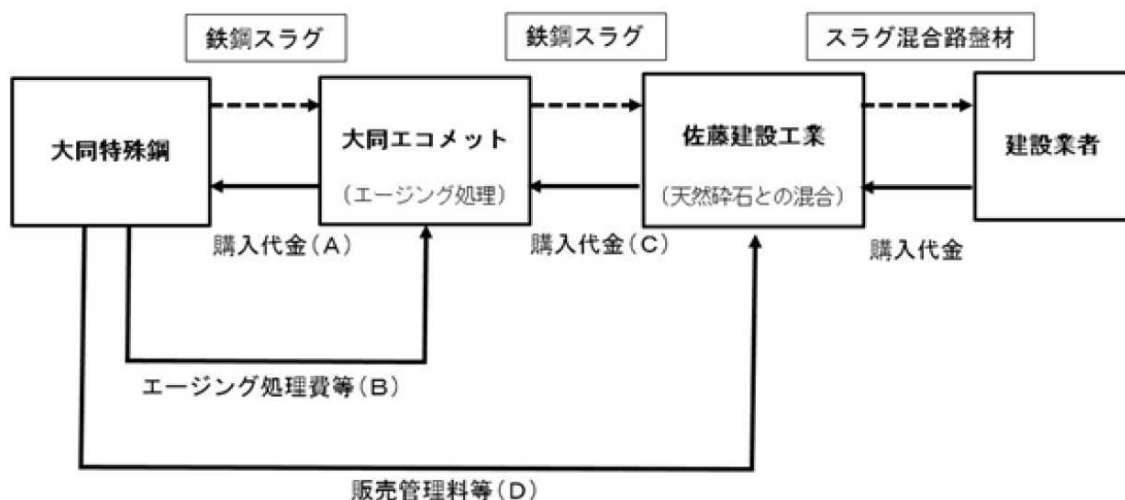 鉄鋼スラグ
鉄鋼スラグ
スラグ混合路盤材
大同特殊鋼
大同エコメット
(エージング処理)
佐藤建設工業
(天然砕石との混合)
建設業者
購入代金(A)
購入代金(C)
購入代金
エージング処理費等(B)
販売管理料等(D)